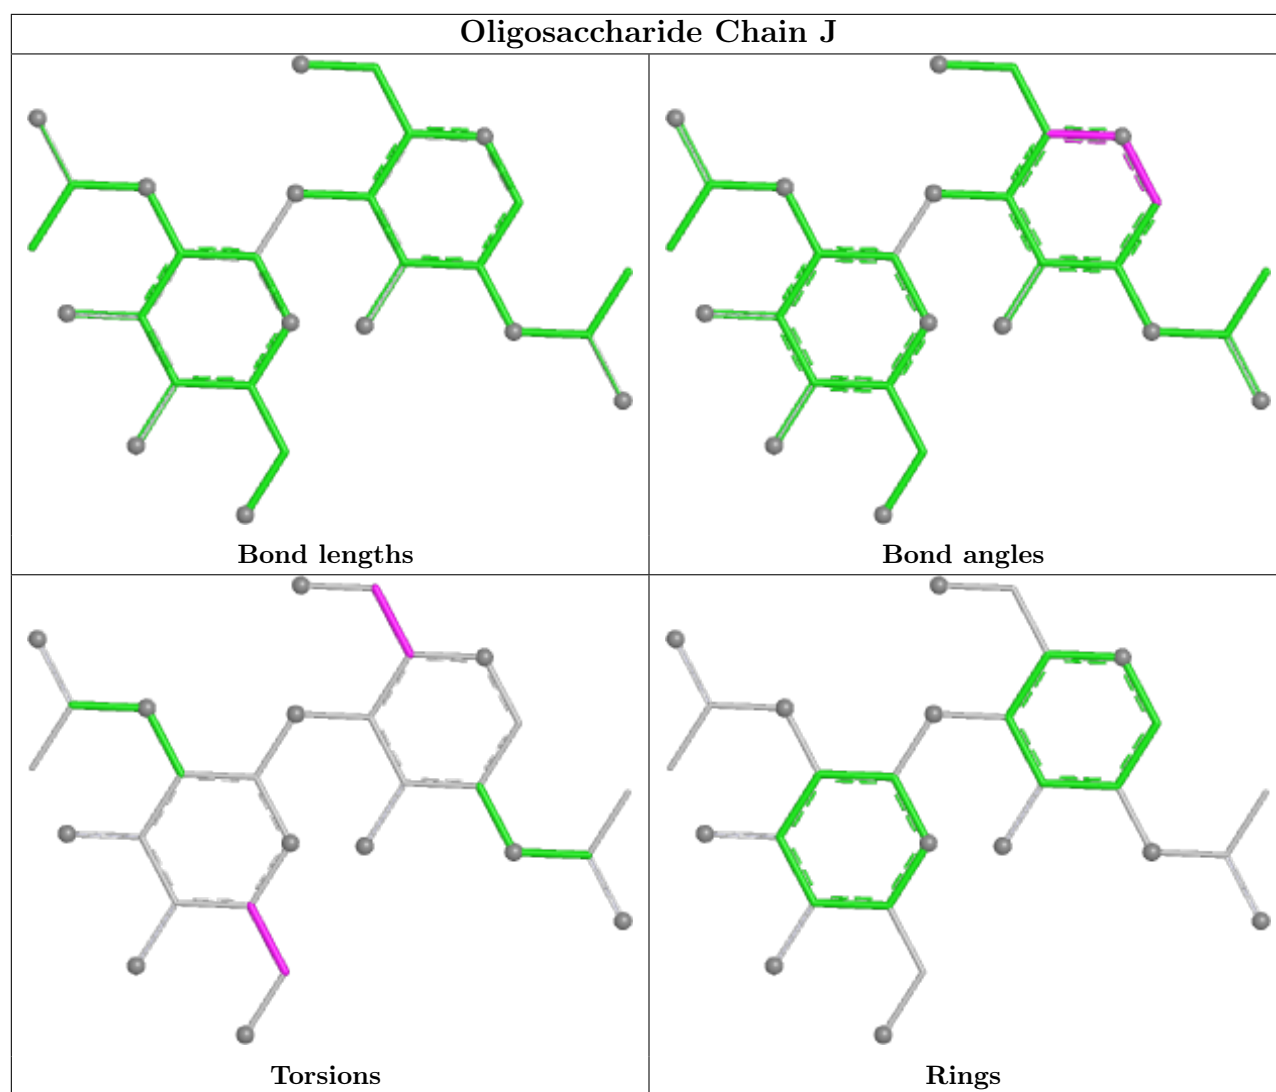 Oligosaccharide Chain J
Bond lengths
Bond angles
Torsions
Rings